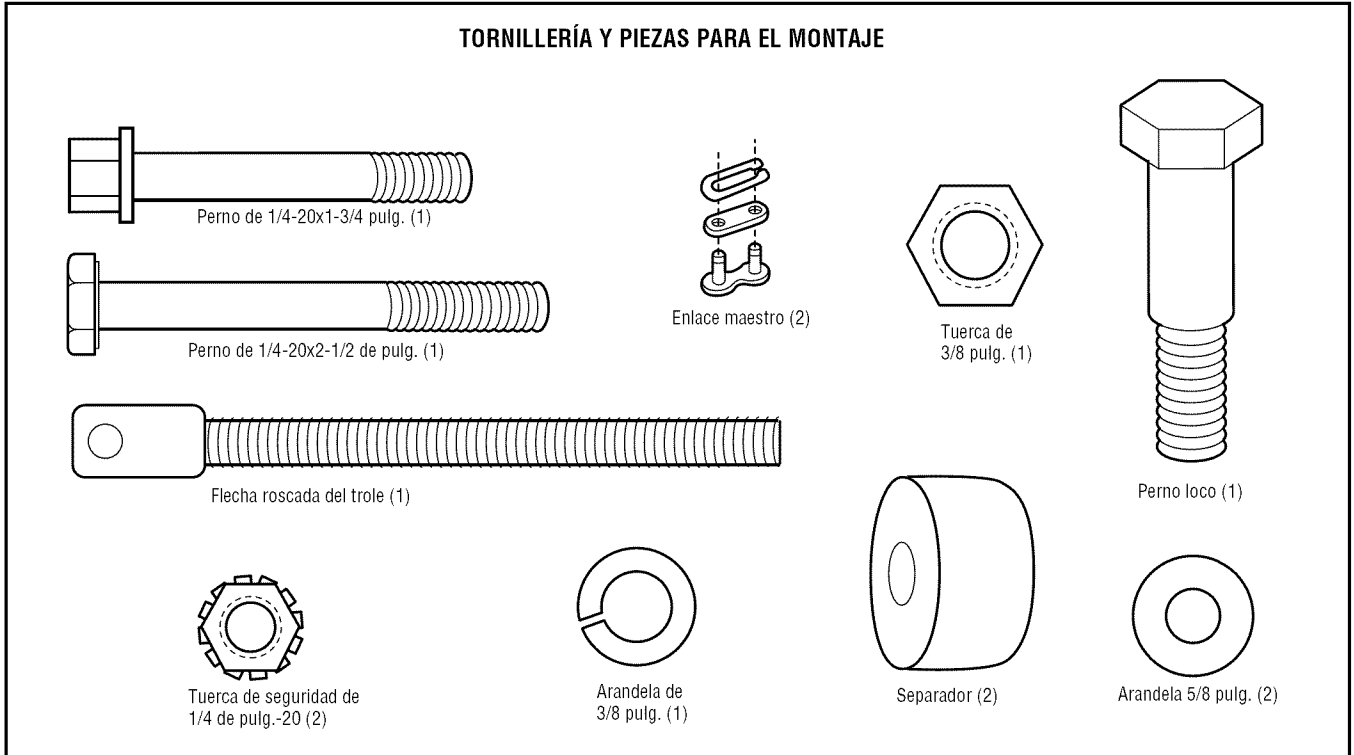 TORNILLERÍA Y PIEZAS PARA EL MONTAJE
Perno de 1/4-20x1-3/4 pulg. (1)
Perno de 1/4-20x2-1/2 de pulg. (1)
Enlace maestro (2)
Tuerca de
3/8 pulg. (1)
Perno loco (1)
Flecha roscada del trole (1)
Tuerca de seguridad de
1/4 de pulg.-20 (2)
Arandela de
3/8 pulg. (1)
Separador (2)
Arandela 5/8 pulg. (2)